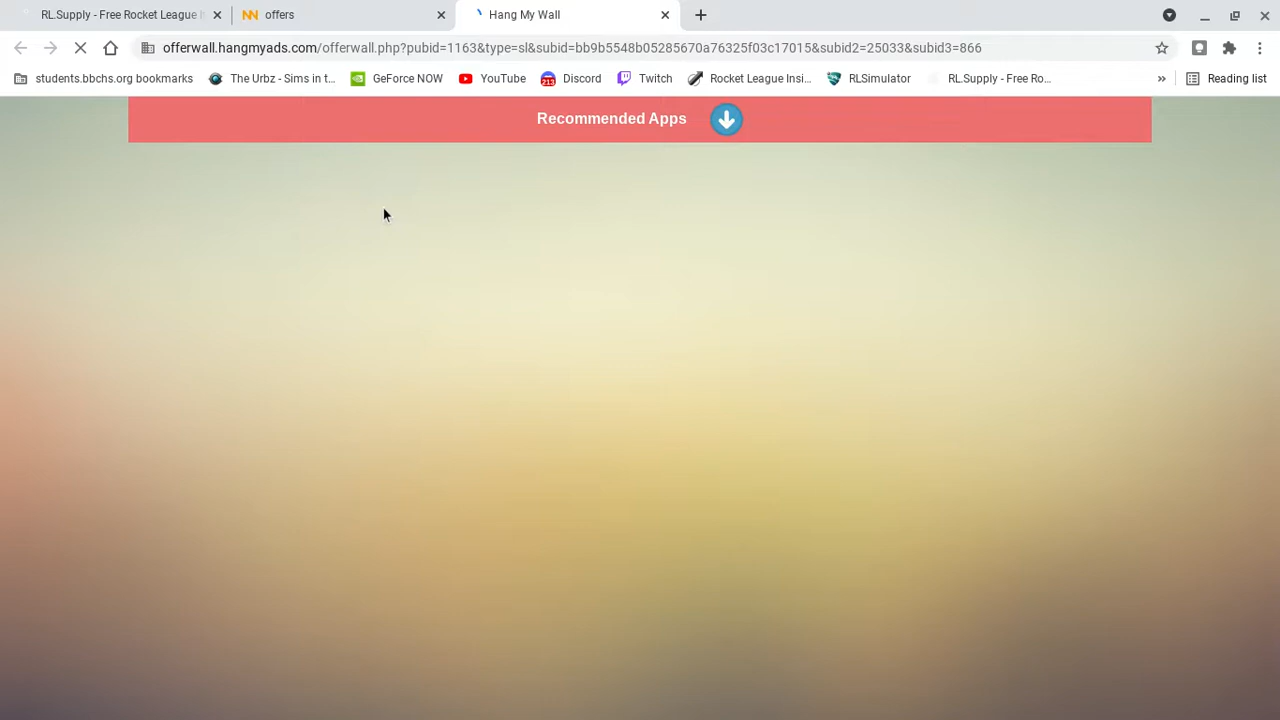 RL.Supply - Free Rocket League I
offers
Hang My Wall
offerwall.hangmyads.com/offerwall.php?pubid=1163&type=sl&subid=bb9b5548b05285670a76325f03c17015&subid2=25033&subid3=866
students.bbchs.org bookmarks
The Urbz - Sims in t...
GeForce NOW
YouTube
213
Discord
Twitch
Rocket League Insi...
RLSimulator
RL.Supply - Free Ro...
»
Reading list
Recommended Apps